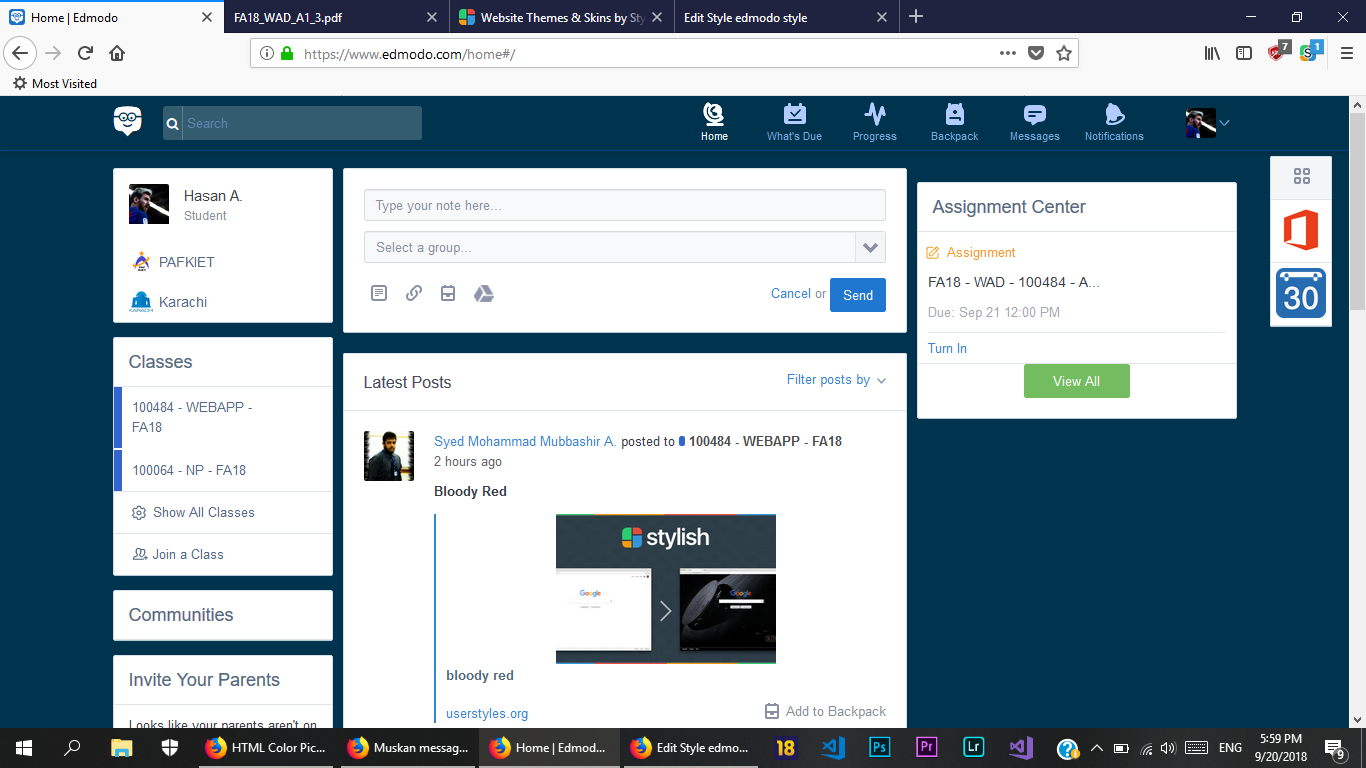 Home | Edmodo
FA18_WAD_A1_3.pdf
Website Themes & Skins by Sty
Edit Style edmodo style
https://www.edmodo.com/home#/
7
1
Most Visited
Search
Home
What's Due
Progress
Backpack
Messages
Notifications
Hasan A.
Student
PAFKIET
KARACHI
Karachi
Classes
100484 - WEBAPP -
FA18
100064 - NP - FA18
Show All Classes
Join a Class
Communities
Invite Your Parents
Looks like your parents aren't on
Type your note here...
Select a group...
Cancel or
Send
Latest Posts
Filter posts by
Syed Mohammad Mubbashir A. posted to 100484 - WEBAPP - FA18
2 hours ago
Bloody Red
stylish
Google
Google
bloody red
userstyles.org
Add to Backpack
Assignment Center
Assignment
FA18 - WAD - 100484 - A...
Due: Sep 21 12:00 PM
Turn In
View All
30
HTML Color Pic...
Muskan messag...
Home | Edmod...
Edit Style edmo...
18
Ps
Pr
Lr
ENG
5:59 PM
9/20/2018
9